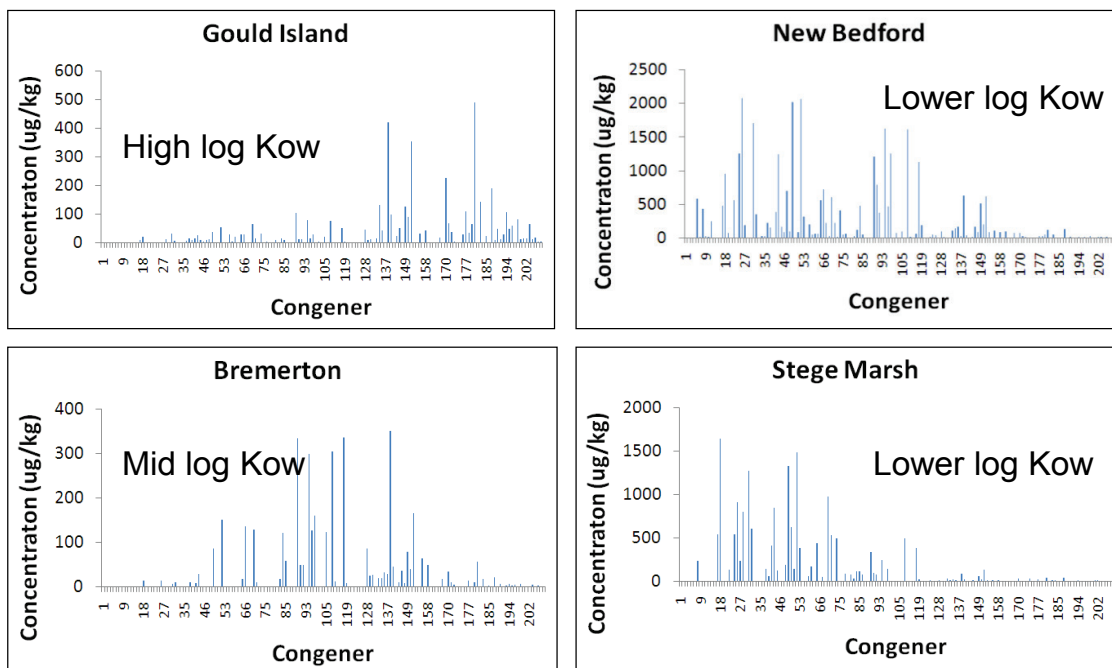 Gould Island
Concentraton (ug/kg)
600
500
400
300
200
100
0
High log Kow
1 9 18 27 36 46 53 66 75 85 93 105 119 128 137 149 158 170 177 185 194 202
Congener
New Bedford
Concentraton (ug/kg)
2500
2000
1500
1000
500
0
Lower log Kow
1 9 18 27 36 46 53 66 75 85 93 105 119 128 137 149 158 170 177 185 194 202
Congener
Bremerton
Concentraton (ug/kg)
400
300
200
100
0
Mid log Kow
1 9 18 27 36 46 53 66 75 85 93 105 119 128 137 149 158 170 177 185 194 202
Congener
Stege Marsh
Concentraton (ug/kg)
2000
1500
1000
500
0
Lower log Kow
1 9 18 27 36 46 53 66 75 85 93 105 119 128 137 149 158 170 177 185 194 202
Congener